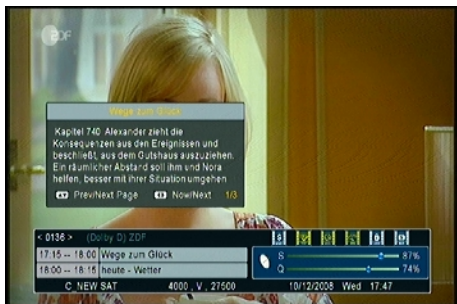 ZDF
Wege zum Glück
Kapitel 740 Alexander zieht die
Konsequenzen aus den Ereignissen und
beschließt, aus dem Gutshaus auszuziehen.
Ein räumlicher Abstand soll ihm und Nora
helfen, besser mit ihrer Situation umgehen
Prev/Next Page Now/Next 1/3
< 0136 > (Dolby D) ZDF
17:15 -- 18:00 Wege zum Glück
S 87%
18:00 -- 18:15 heute - Wetter
Q 74%
C_NEW SAT 4000 , V , 27500 10/12/2008 Wed 17:47